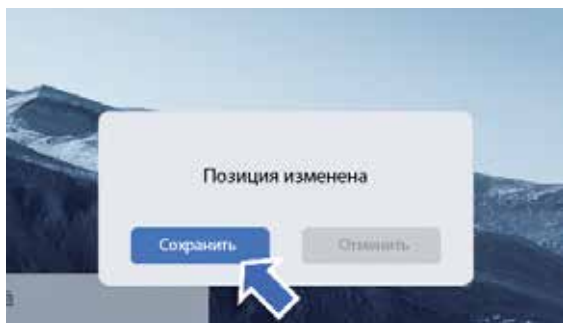 Позиция изменена
Сохранить
Отменить